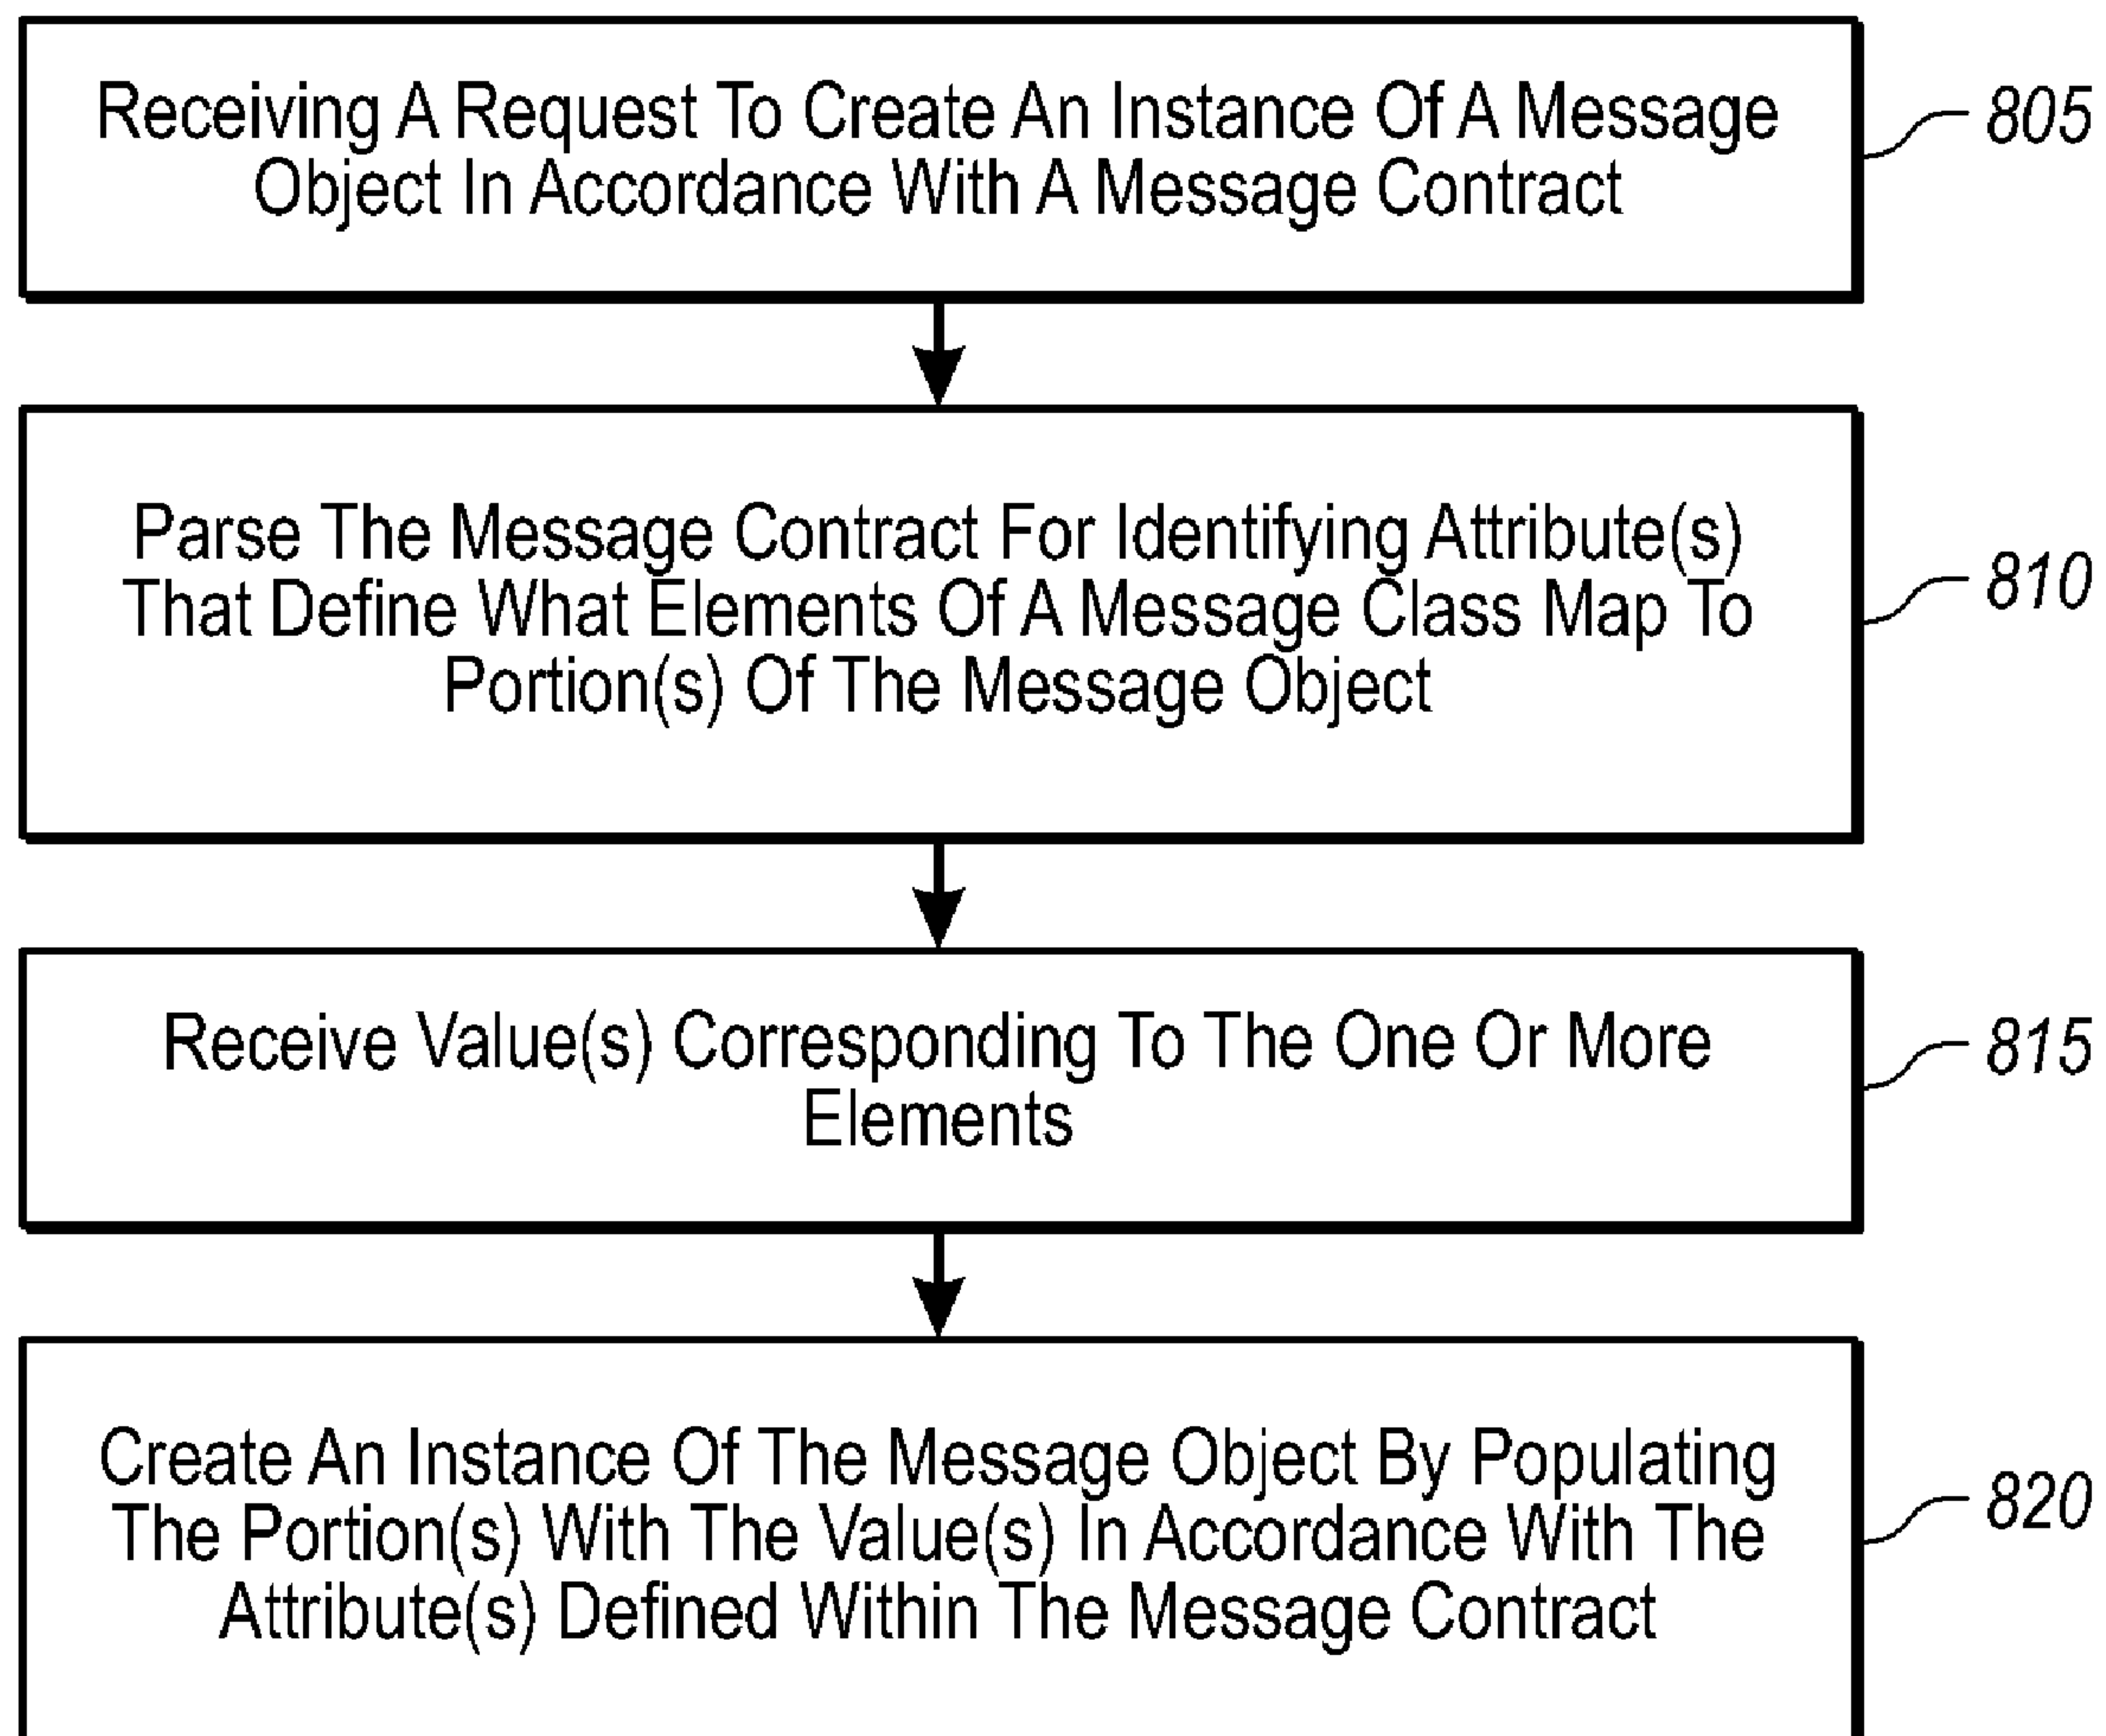 Receiving A Request To Create An Instance Of A Message
Object In Accordance With A Message Contract
805
Parse The Message Contract For Identifying Attribute(s)
That Define What Elements Of A Message Class Map To
Portion(s) Of The Message Object
810
Receive Value(s) Corresponding To The One Or More
Elements
815
Create An Instance Of The Message Object By Populating
The Portion(s) With The Value(s) In Accordance With The
Attribute(s) Defined Within The Message Contract
820